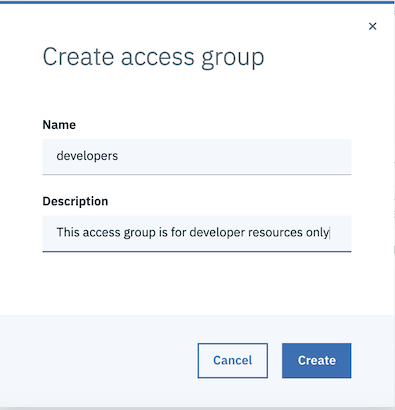 Create access group
Name
developers
Description
This access group is for developer resources only
Cancel
Create